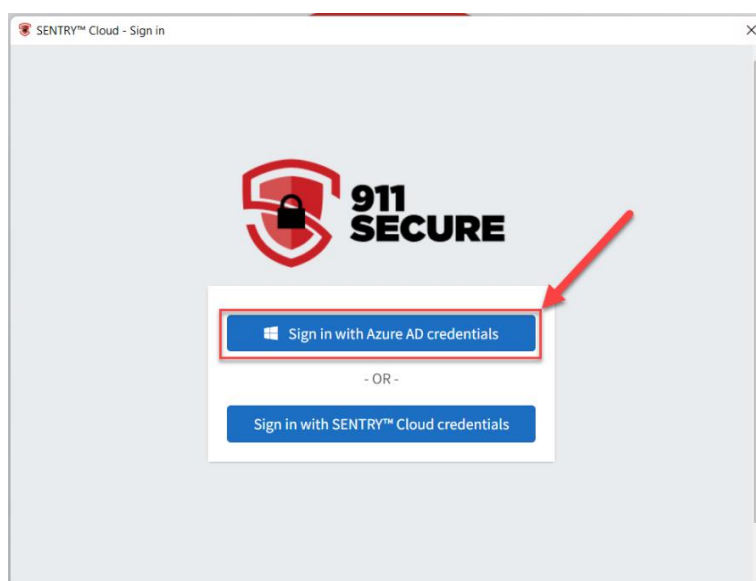 SENTRY™ Cloud - Sign in
911
SECURE
Sign in with Azure AD credentials
- OR -
Sign in with SENTRY™ Cloud credentials